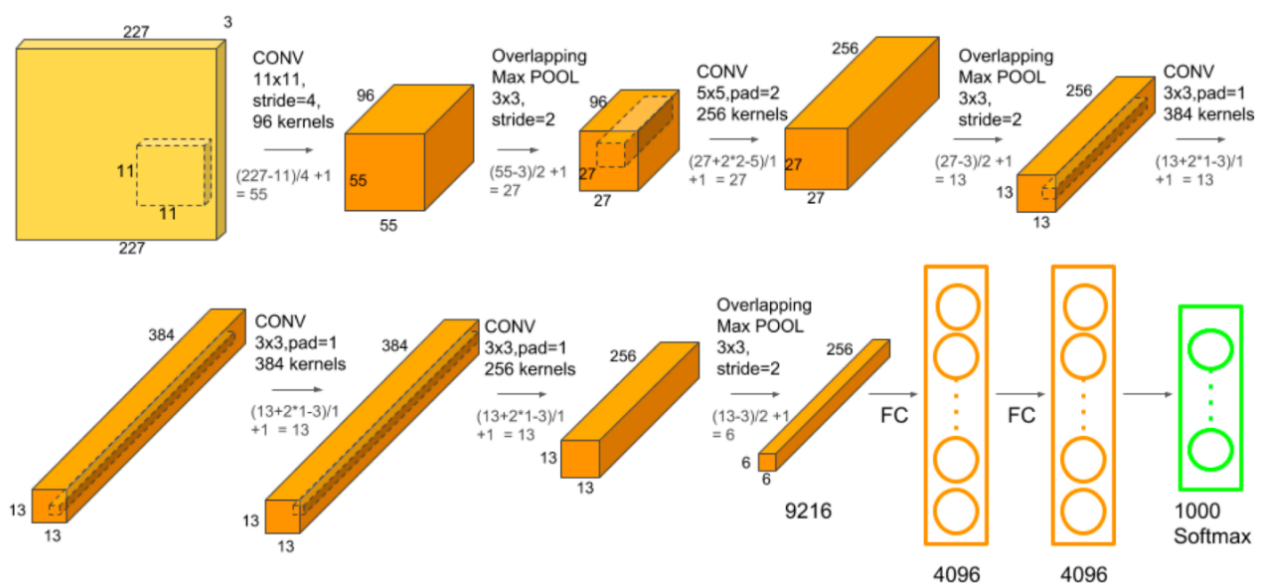 227
3
CONV
11x11,
stride=4,
96 kernels
(227-11)/4 +1
= 55
11
11
227
96
55
55
Overlapping
Max POOL
3x3,
stride=2
(55-3)/2 +1
= 27
96
27
27
CONV
5x5,pad=2
256 kernels
(27+2*2-5)/1
+1 = 27
256
27
27
Overlapping
Max POOL
3x3,
stride=2
(27-3)/2 +1
= 13
256
13
13
CONV
3x3,pad=1
384 kernels
(13+2*1-3)/1
+1 = 13
384
13
13
CONV
3x3,pad=1
384 kernels
(13+2*1-3)/1
+1 = 13
384
13
13
CONV
3x3,pad=1
256 kernels
(13+2*1-3)/1
+1 = 13
256
13
13
Overlapping
Max POOL
3x3,
stride=2
(13-3)/2 +1
= 6
256
6
6
9216
FC
4096
FC
4096
1000
Softmax